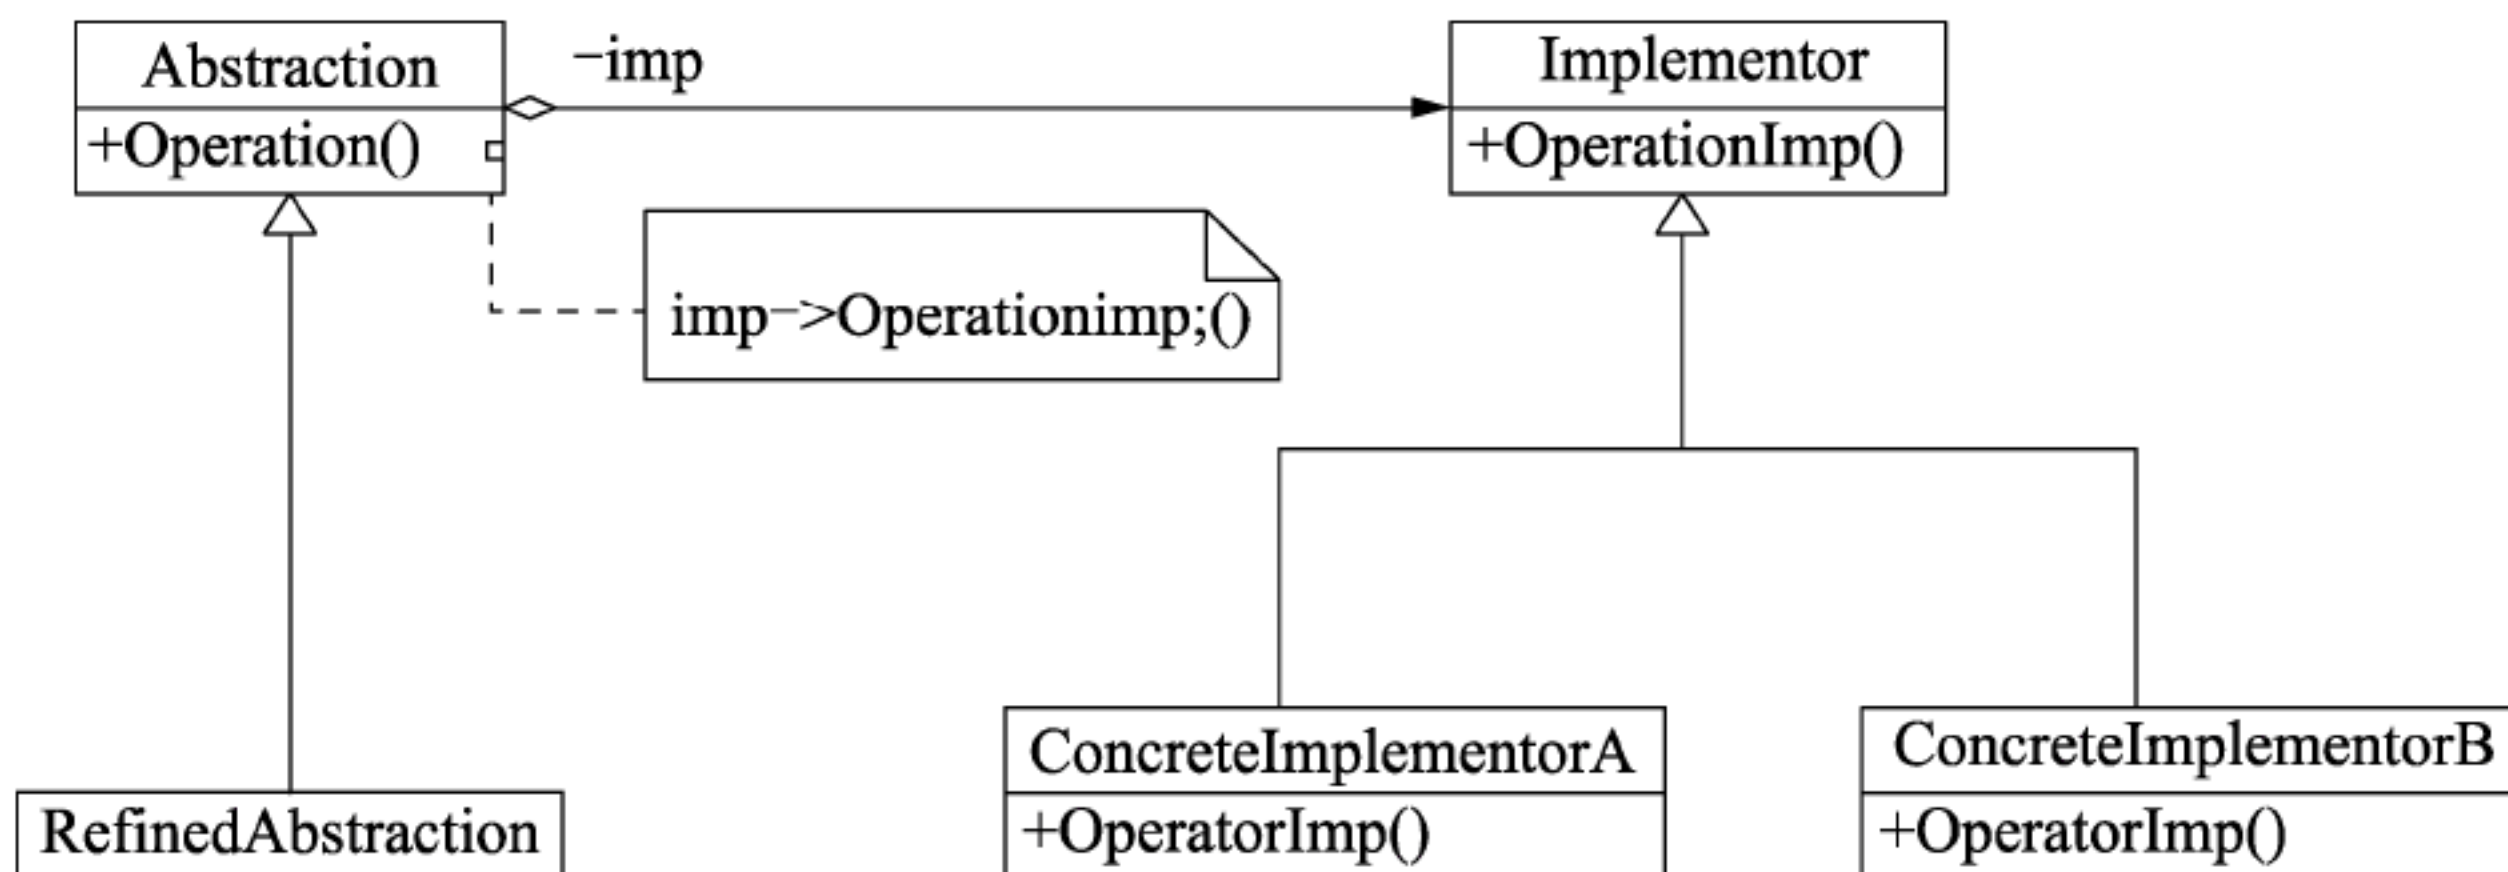 Abstraction
+Operation()
−imp
Implementor
+OperationImp()
imp−>Operationimp;()
RefinedAbstraction
ConcreteImplementorA
+OperatorImp()
ConcreteImplementorB
+OperatorImp()